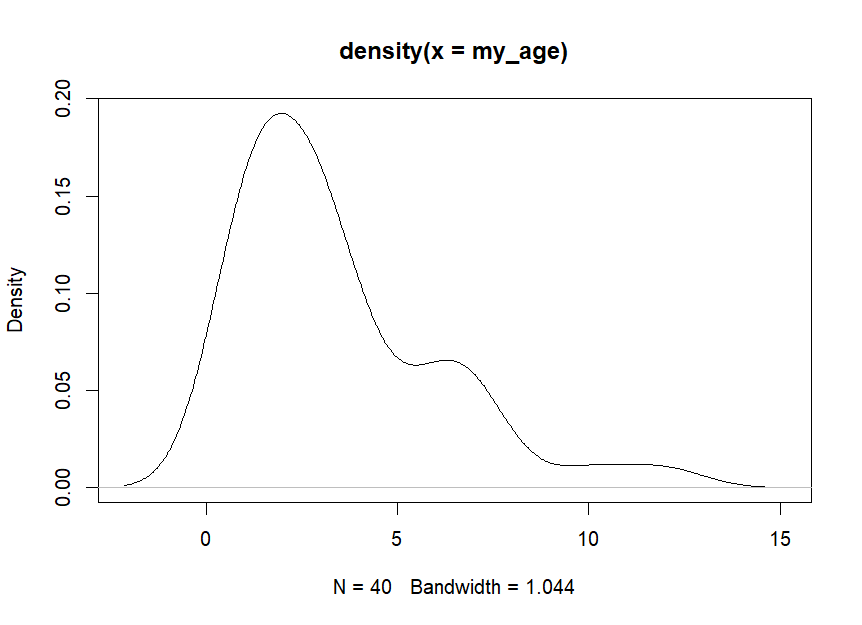 density(x = my_age)
Density
0.20
0.15
0.10
0.05
0.00
0 5 10 15
N = 40 Bandwidth = 1.044